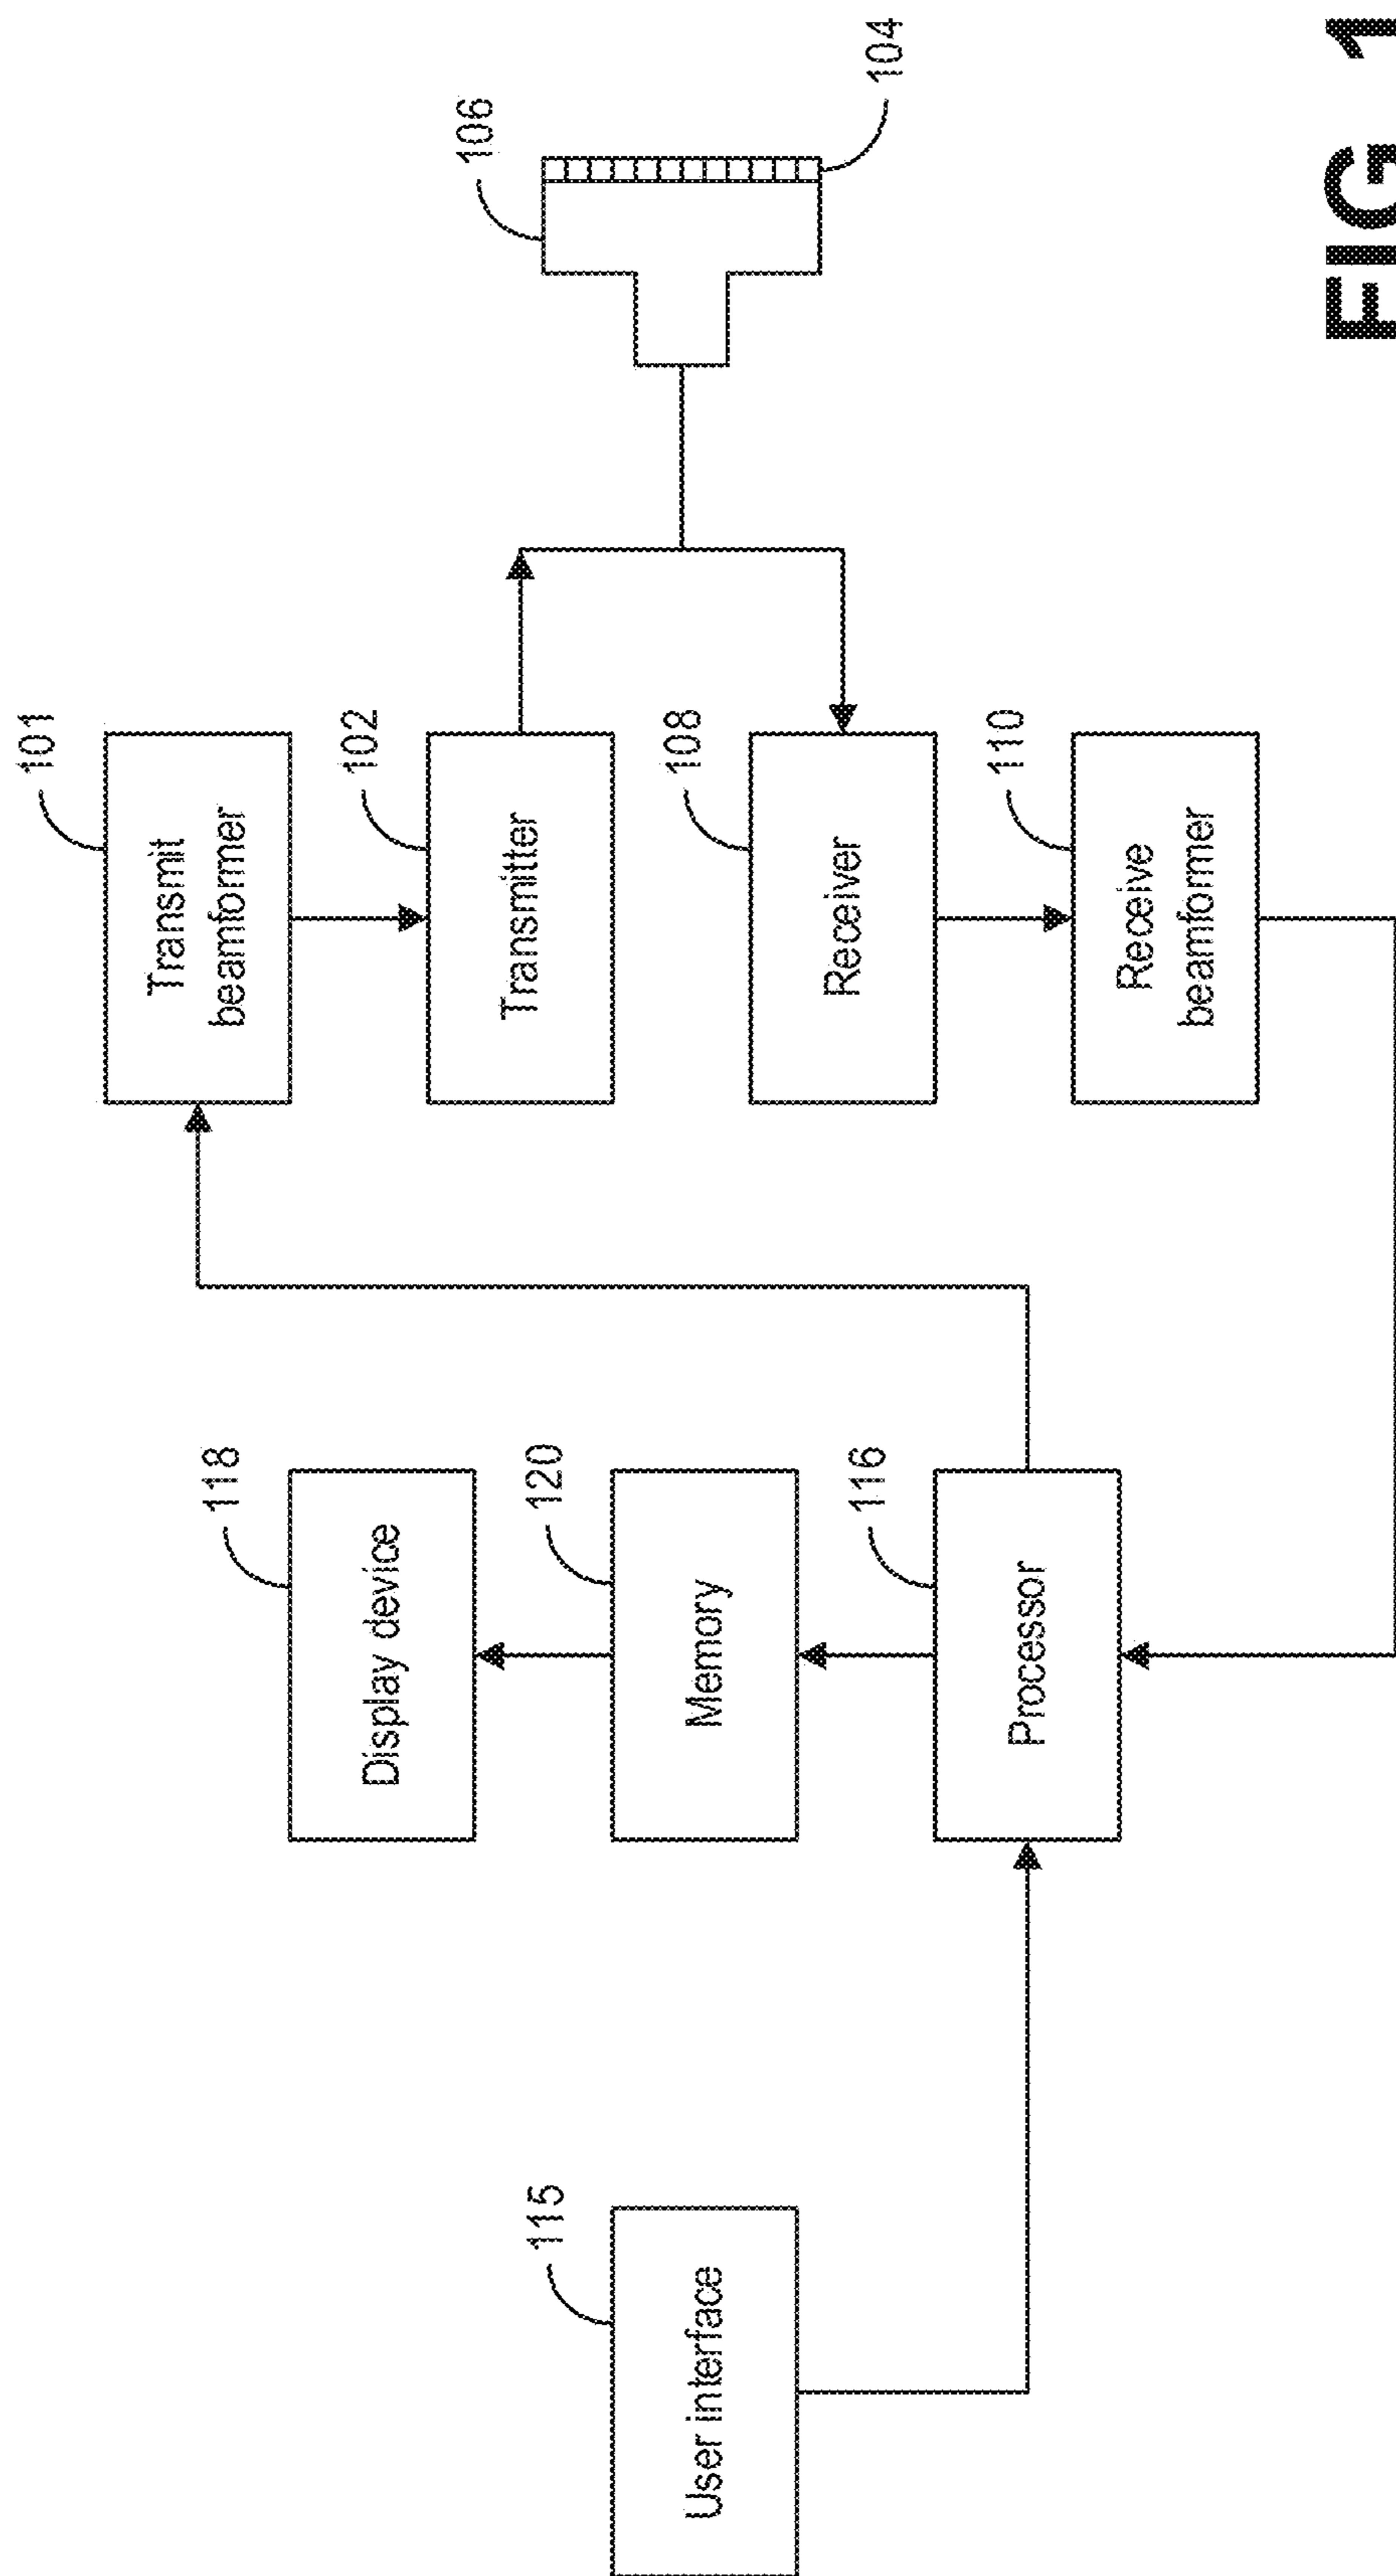 101
Transmit
beamformer
102
Transmitter
106
104
108
Receiver
110
Receive
beamformer
118
Display device
120
Memory
116
Processor
115
User interface
FIG 1